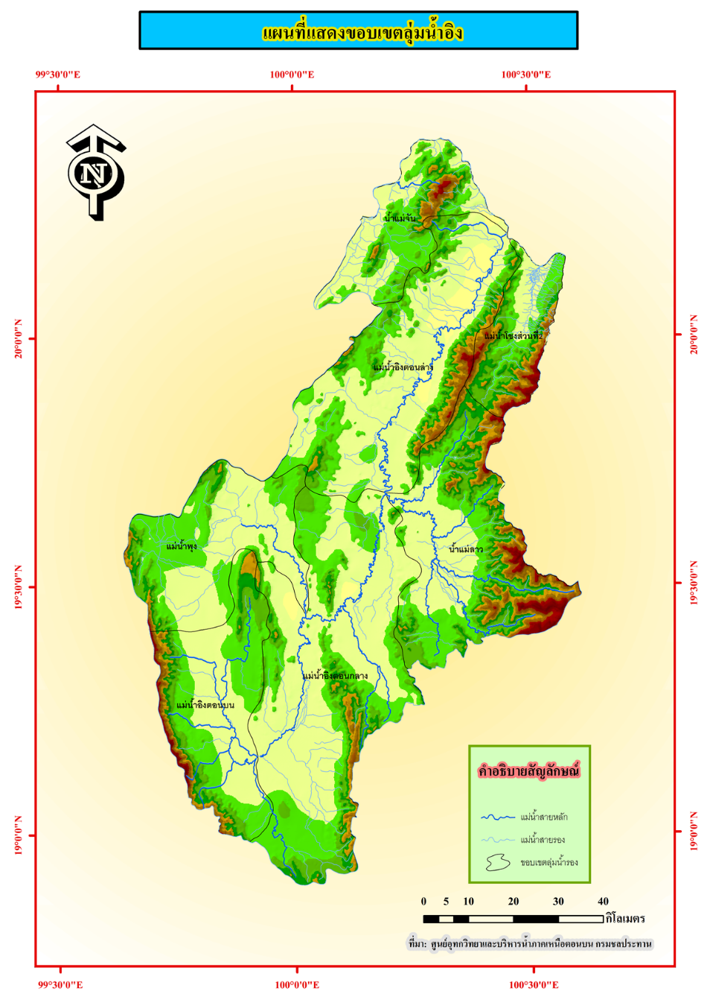 แผนที่แสดงขอบเขตลุ่มน้ำอิง
99°30'0"E 100°0'0"E 100°30'0"E
N
น้ำแม่จัน
20°0'0"N
20°0'0"N
แม่น้ำโขงส่วนที่2
แม่น้ำอิงตอนล่าง
แม่น้ำพุง
น้ำแม่ลาว
19°30'0"N
19°30'0"N
แม่น้ำอิงตอนกลาง
แม่น้ำอิงตอนบน
คำอธิบายสัญลักษณ์
แม่น้ำสายหลัก
แม่น้ำสายรอง
ขอบเขตลุ่มน้ำรอง
19°0'0"N
19°0'0"N
0 5 10 20 30 40
กิโลเมตร
ที่มา: ศูนย์อุทกวิทยาและบริหารน้ำภาคเหนือตอนบน กรมชลประทาน
99°30'0"E 100°0'0"E 100°30'0"E